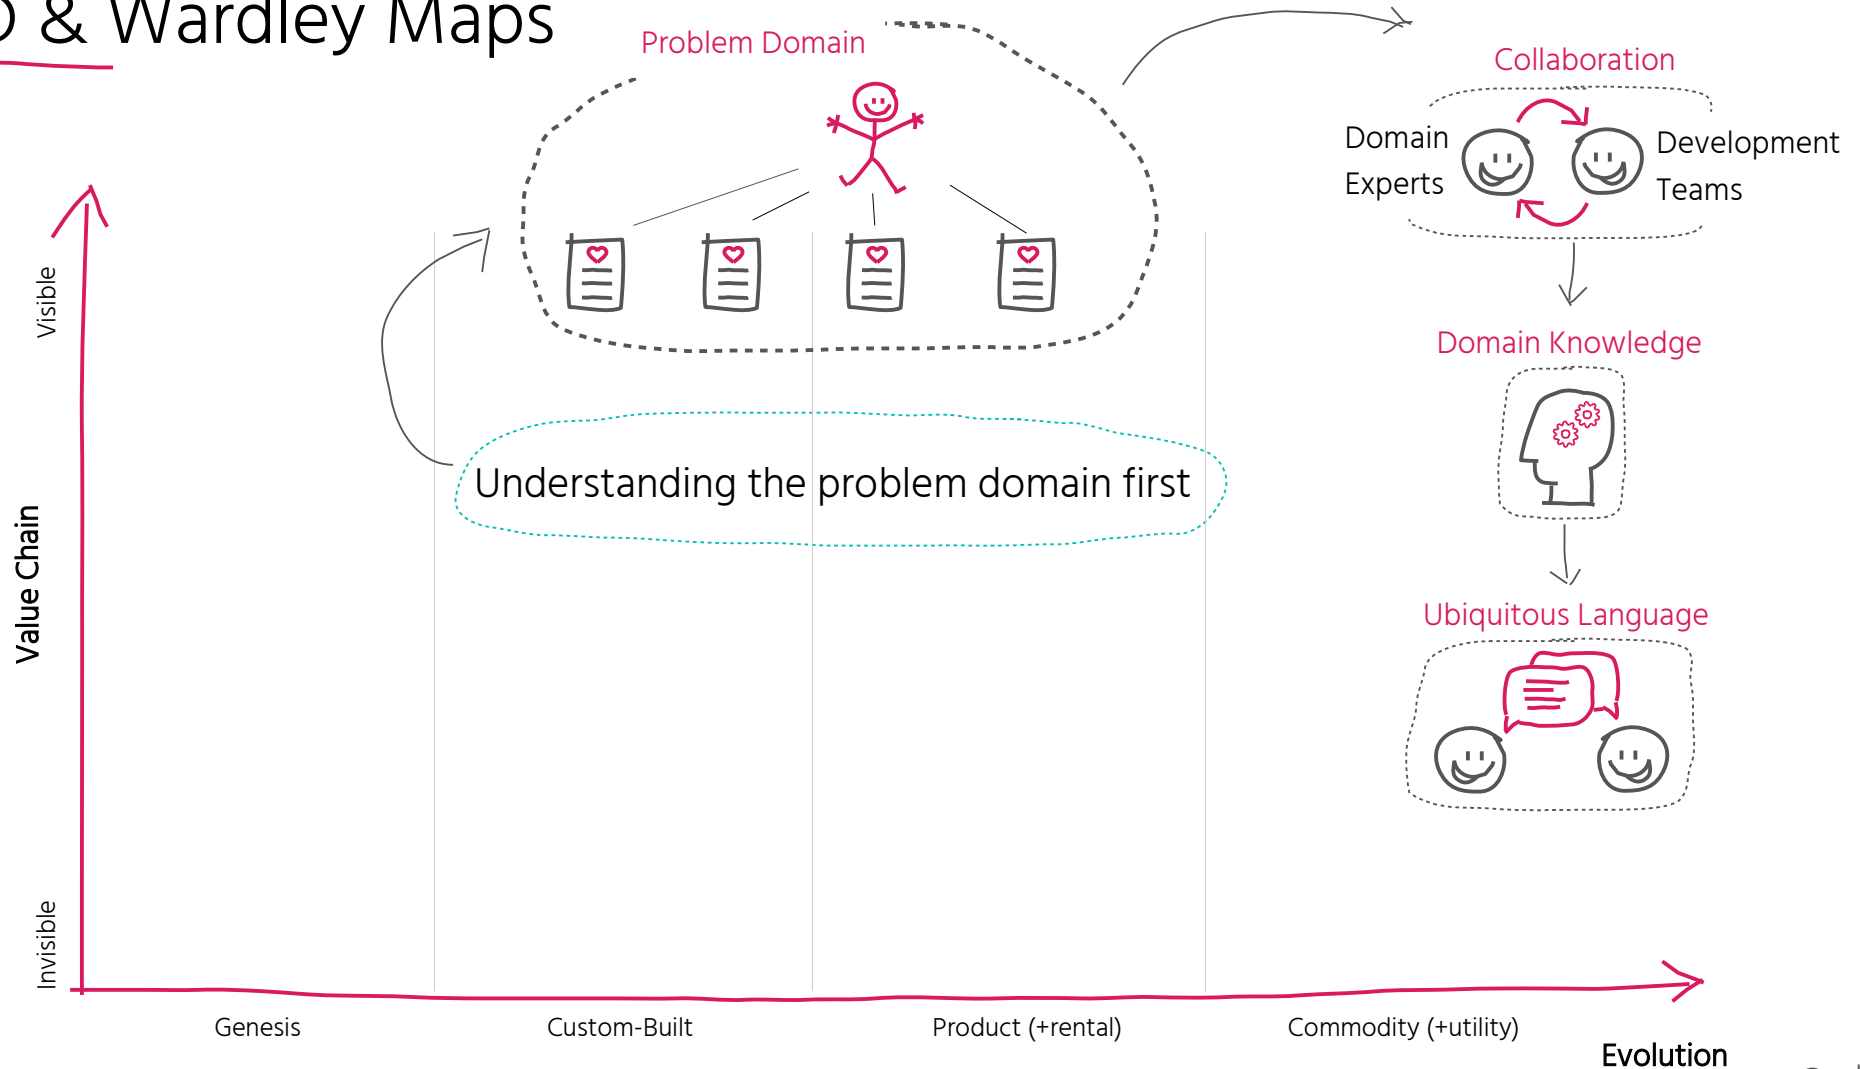 & Wardley Maps
Problem Domain
Collaboration
Domain
Experts
Development
Teams
Visible
Domain Knowledge
Understanding the problem domain first
Value Chain
Ubiquitous Language
Invisible
Genesis
Custom-Built
Product (+rental)
Commodity (+utility)
Evolution